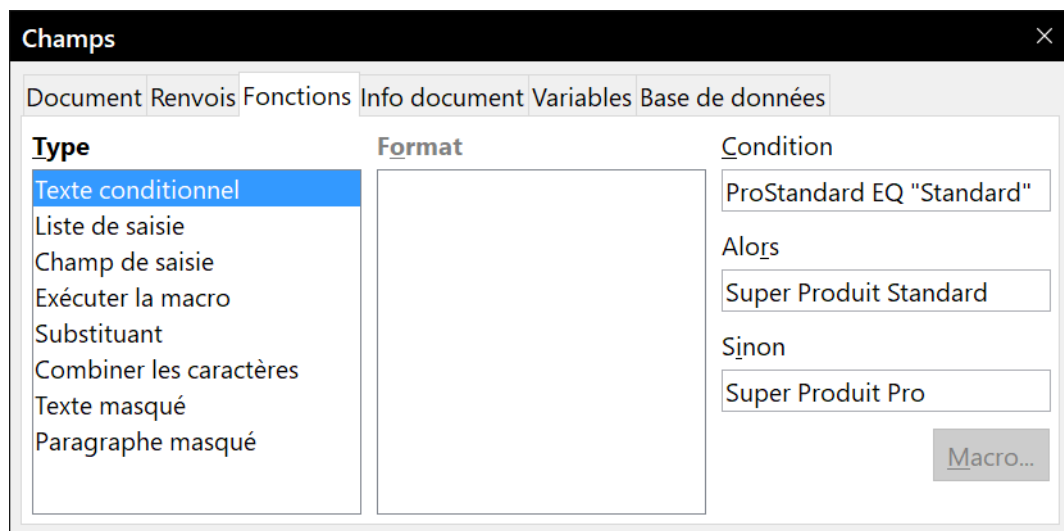 Champs
Document Renvois Fonctions Info document Variables Base de données
Type
Texte conditionnel
Liste de saisie
Champ de saisie
Exécuter la macro
Substituant
Combiner les caractères
Texte masqué
Paragraphe masqué
Format
Condition
ProStandard EQ "Standard"
Alors
Super Produit Standard
Sinon
Super Produit Pro
Macro...